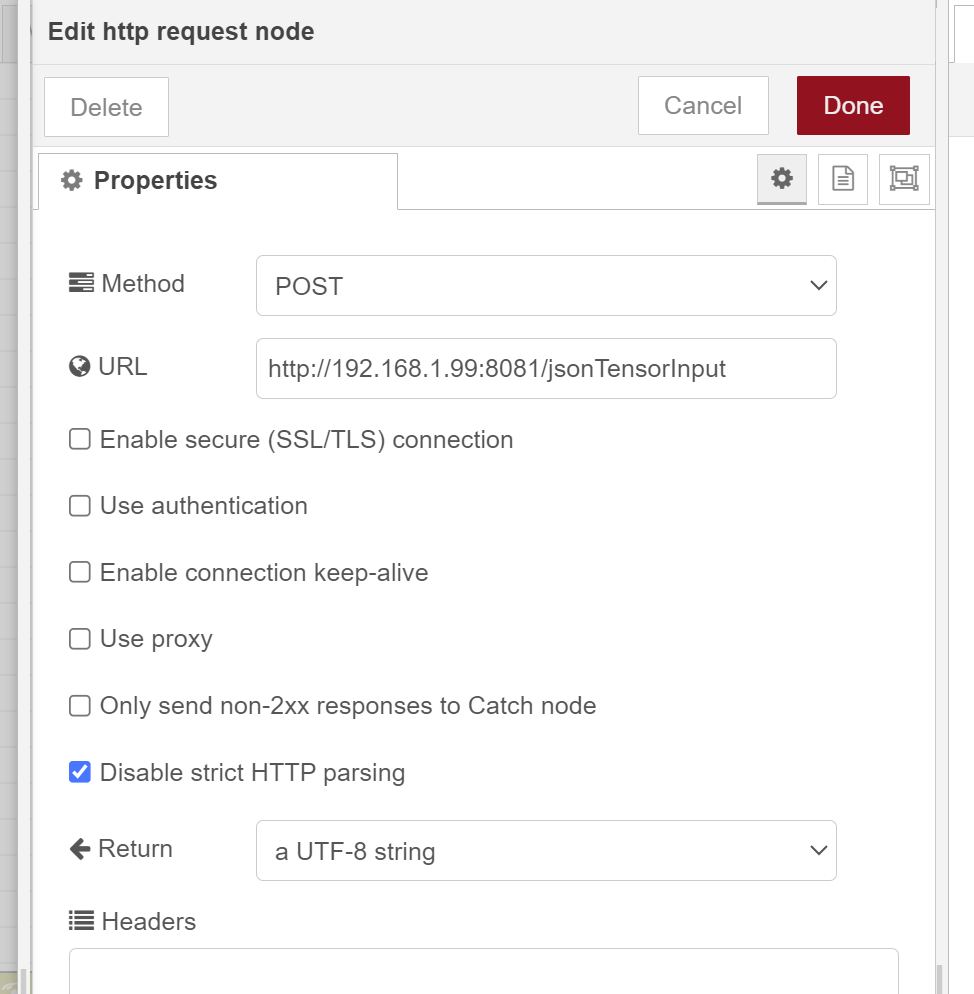 Edit http request node
Delete
Cancel
Done
Properties
Method
POST
URL
http://192.168.1.99:8081/jsonTensorInput
Enable secure (SSL/TLS) connection
Use authentication
Enable connection keep-alive
Use proxy
Only send non-2xx responses to Catch node
Disable strict HTTP parsing
Return
a UTF-8 string
Headers